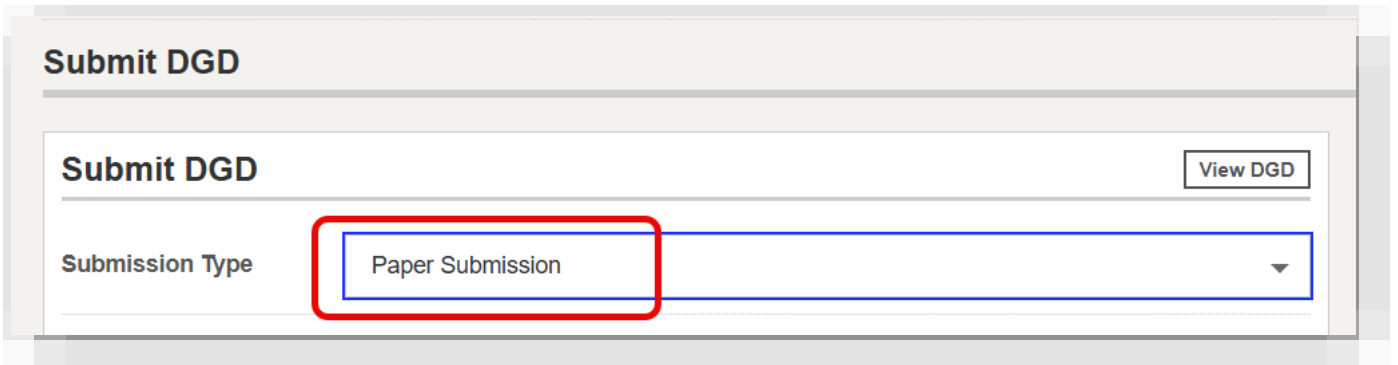 Submit DGD
Submit DGD
View DGD
Submission Type
Paper Submission